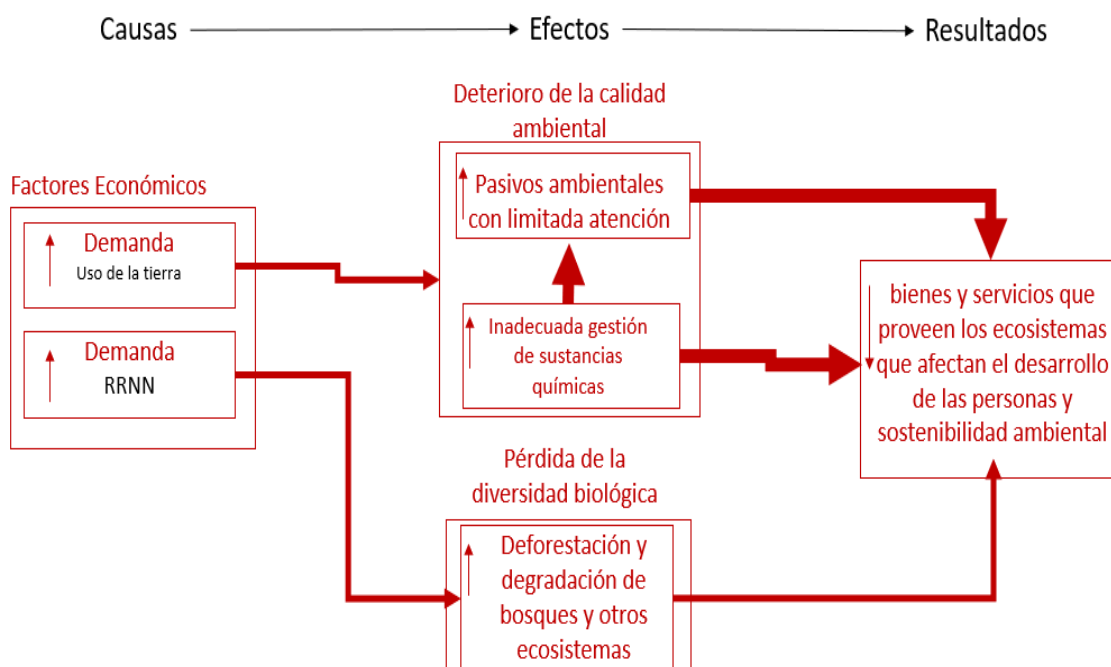 Causas
Efectos
Resultados
Deterioro de la calidad
ambiental
Factores Económicos
Pasivos ambientales
con limitada atención
Demanda
Uso de la tierra
Demanda
RRNN
Inadecuada gestión
de sustancias
químicas
bienes y servicios que
proveen los ecosistemas
que afectan el desarrollo
de las personas y
sostenibilidad ambiental
Pérdida de la
diversidad biológica
Deforestación y
degradación de
bosques y otros
ecosistemas